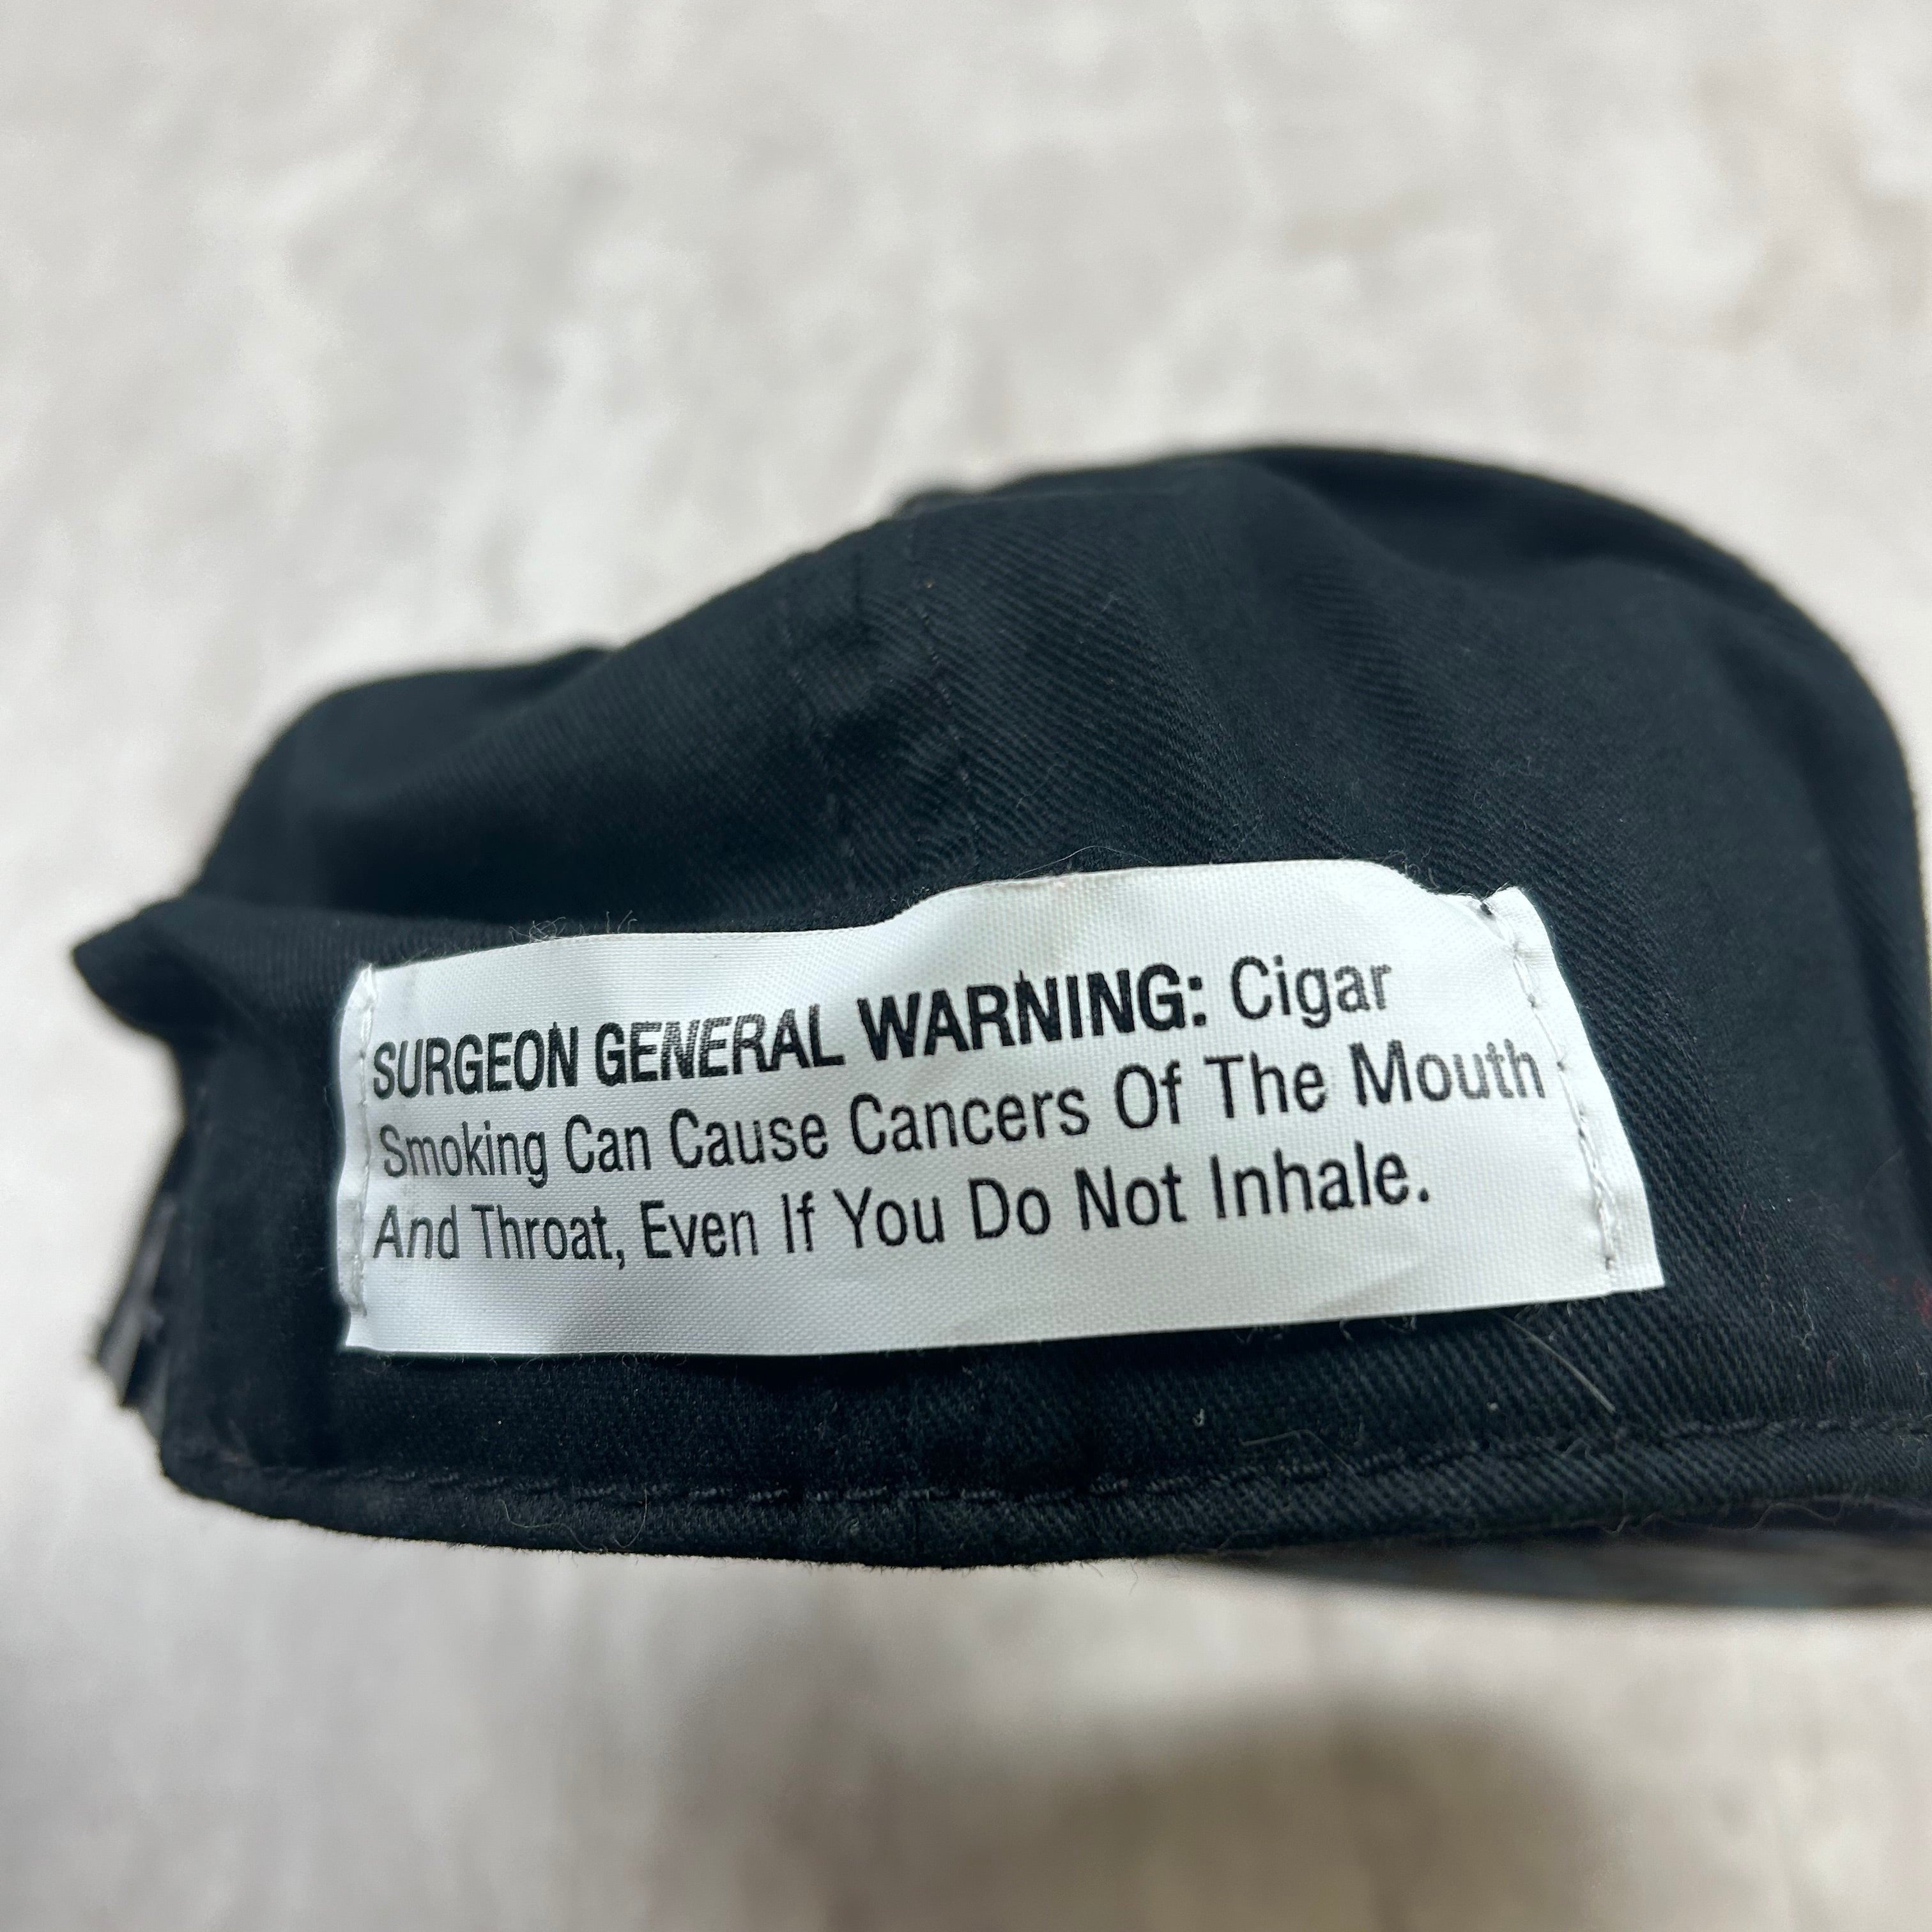 SURGEON GENERAL WARNING: Cigar
Smoking Can Cause Cancers Of The Mouth
And Throat, Even If You Do Not Inhale.